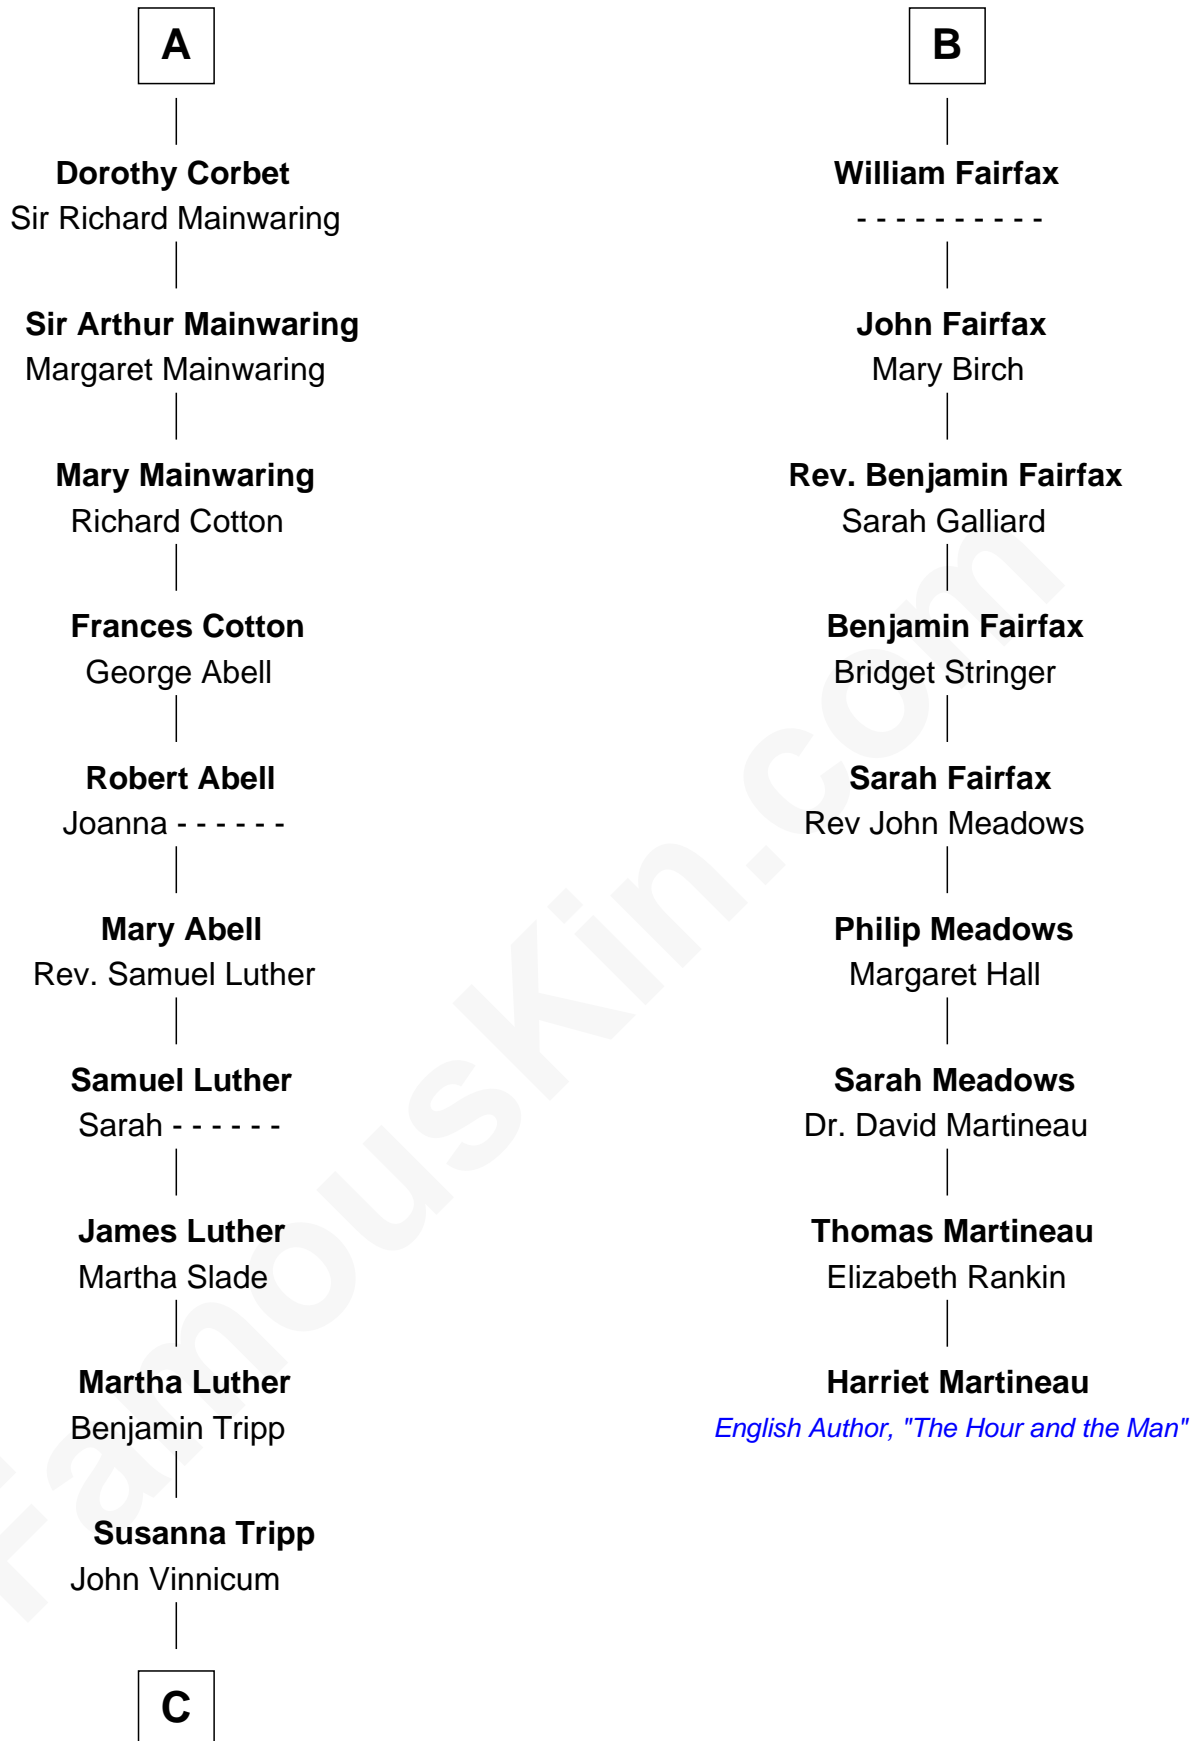 A
Dorothy Corbet
Sir Richard Mainwaring
Sir Arthur Mainwaring
Margaret Mainwaring
Mary Mainwaring
Richard Cotton
Frances Cotton
George Abell
Robert Abell
Joanna - - - - - -
Mary Abell
Rev. Samuel Luther
Samuel Luther
Sarah - - - - - -
James Luther
Martha Slade
Martha Luther
Benjamin Tripp
Susanna Tripp
John Vinnicum
C
B
William Fairfax
- - - - - - - - - -
John Fairfax
Mary Birch
Rev. Benjamin Fairfax
Sarah Galliard
Benjamin Fairfax
Bridget Stringer
Sarah Fairfax
Rev John Meadows
Philip Meadows
Margaret Hall
Sarah Meadows
Dr. David Martineau
Thomas Martineau
Elizabeth Rankin
Harriet Martineau
English Author, "The Hour and the Man"
FamousKin.com